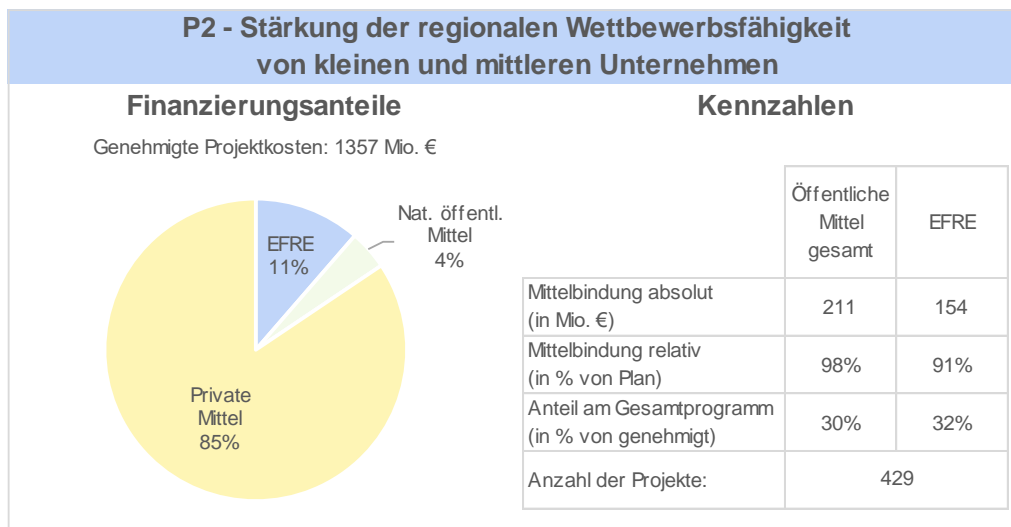 P2 - Stärkung der regionalen Wettbewerbsfähigkeit
von kleinen und mittleren Unternehmen
Finanzierungsanteile
Genehmigte Projektkosten: 1357 Mio. €
EFRE
11%
Nat. öffentl.
Mittel
4%
Private
Mittel
85%
Kennzahlen
Öffentliche
Mittel
gesamt
EFRE
Mittelbindung absolut
(in Mio. €)
211
154
Mittelbindung relativ
(in % von Plan)
98%
91%
Anteil am Gesamtprogramm
(in % von genehmigt)
30%
32%
Anzahl der Projekte:
429